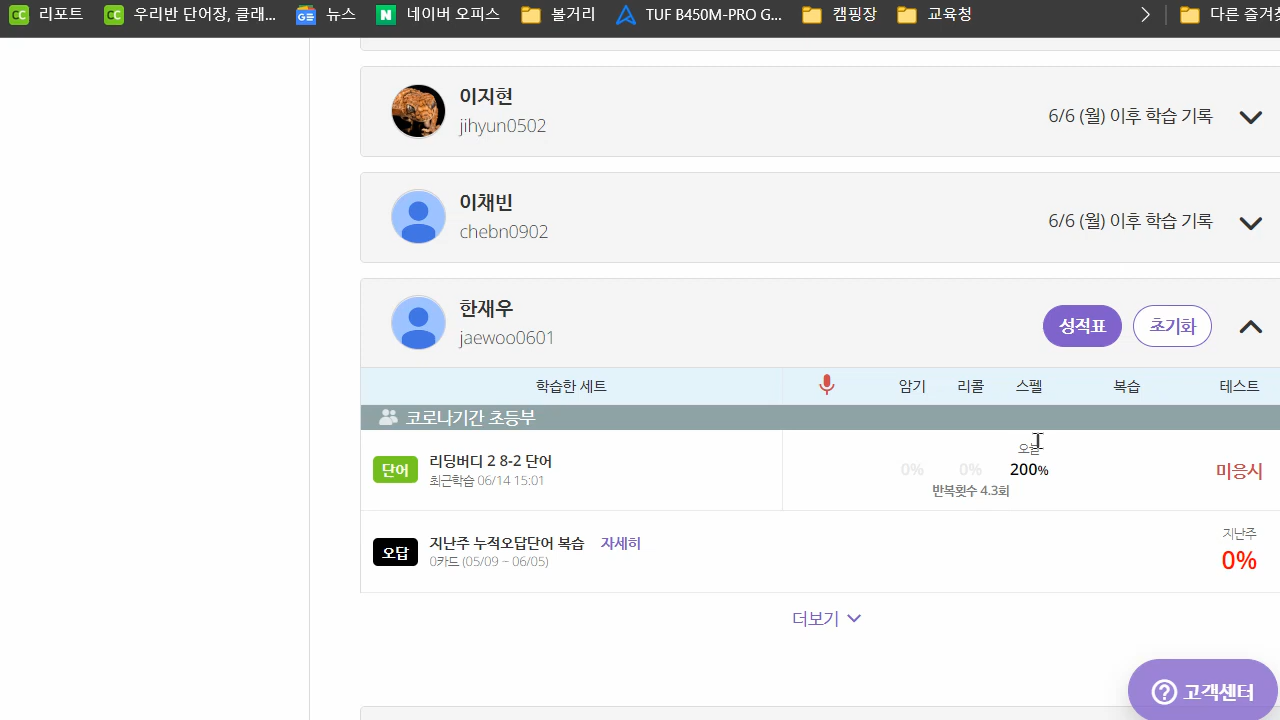 리포트 우리반 단어장, 클래... 뉴스 네이버 오피스 볼거리 TUF B450M-PRO G... 캠핑장 교육청 다른 즐겨찾
이지현
jihyun0502
6/6 (월) 이후 학습 기록
이채빈
chebn0902
6/6 (월) 이후 학습 기록
한재우
jaewoo0601
성적표 초기화
학습한 세트 암기 리콜 스펠 복습 테스트
코로나기간 초등부
단어 리딩버디 2 8-2 단어
최근학습 06/14 15:01
오늘
0% 0% 200%
반복횟수 4.3회
미응시
오답 지난주 누적오답단어 복습 자세히
0카드 (05/09 ~ 06/05)
지난주
0%
더보기
고객센터